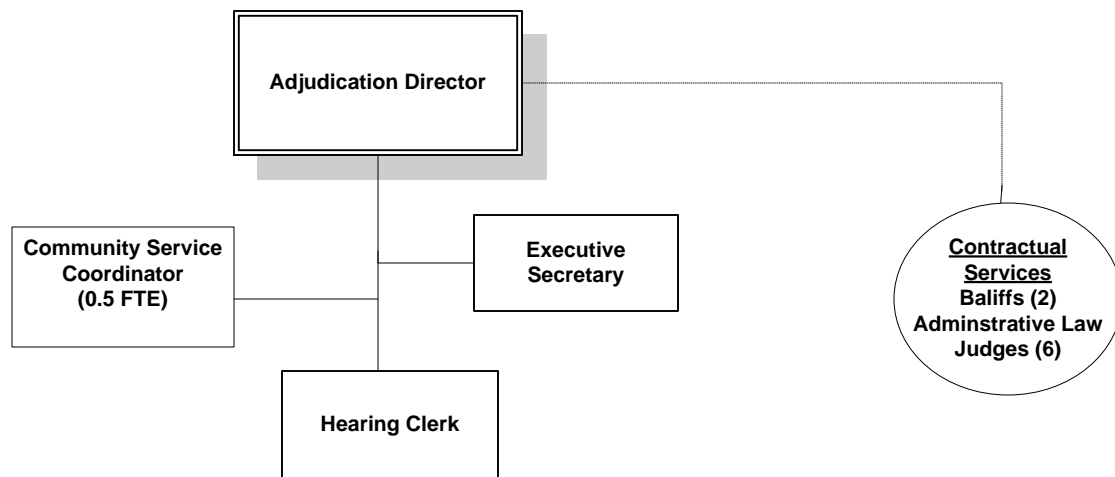 Adjudication Director
Community Service
Coordinator
(0.5 FTE)
Executive
Secretary
Contractual
Services
Baliffs (2)
Adminstrative Law
Judges (6)
Hearing Clerk